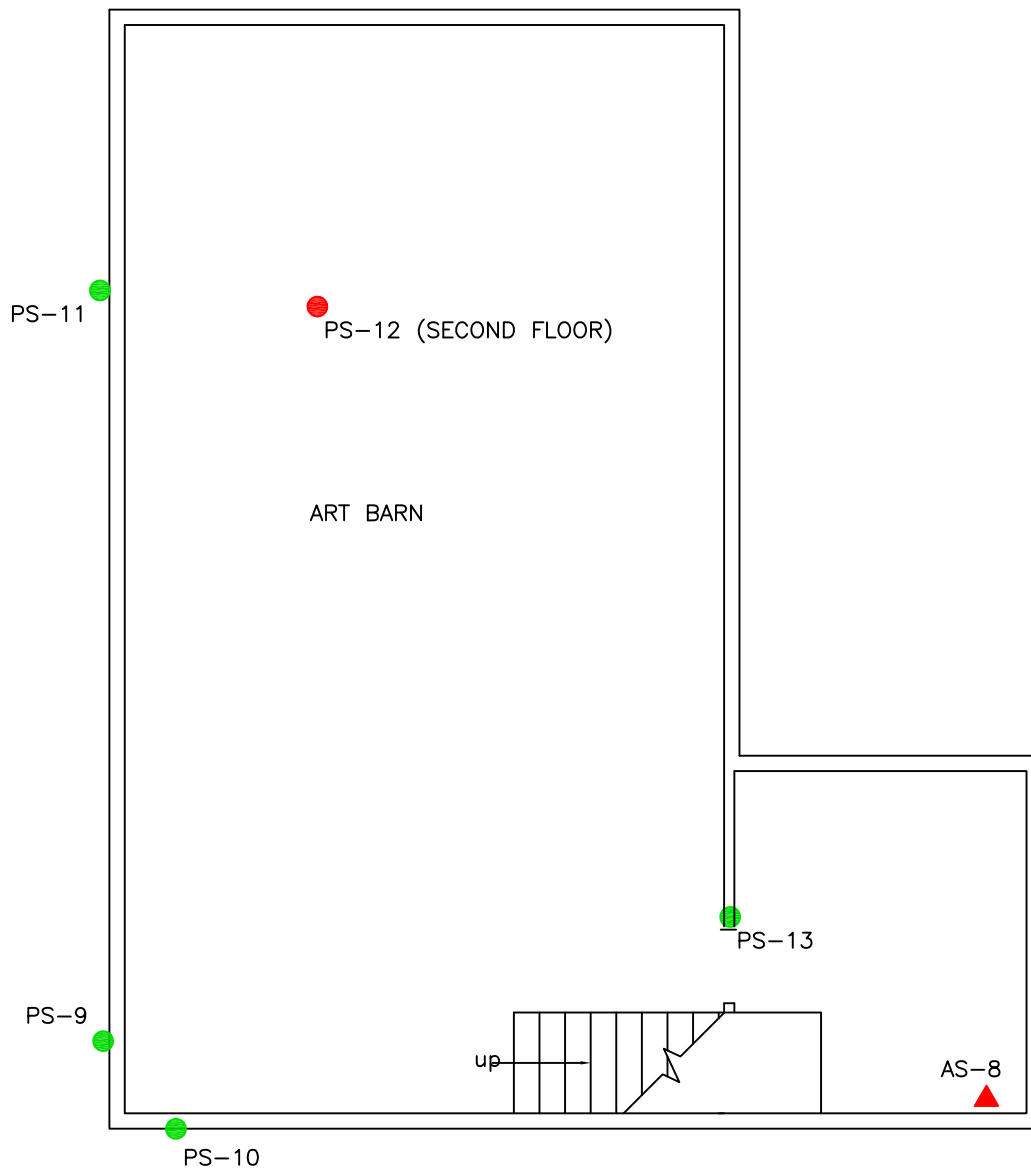 PS-11
PS-12 (SECOND FLOOR)
ART BARN
PS-13
PS-9
up
AS-8
PS-10